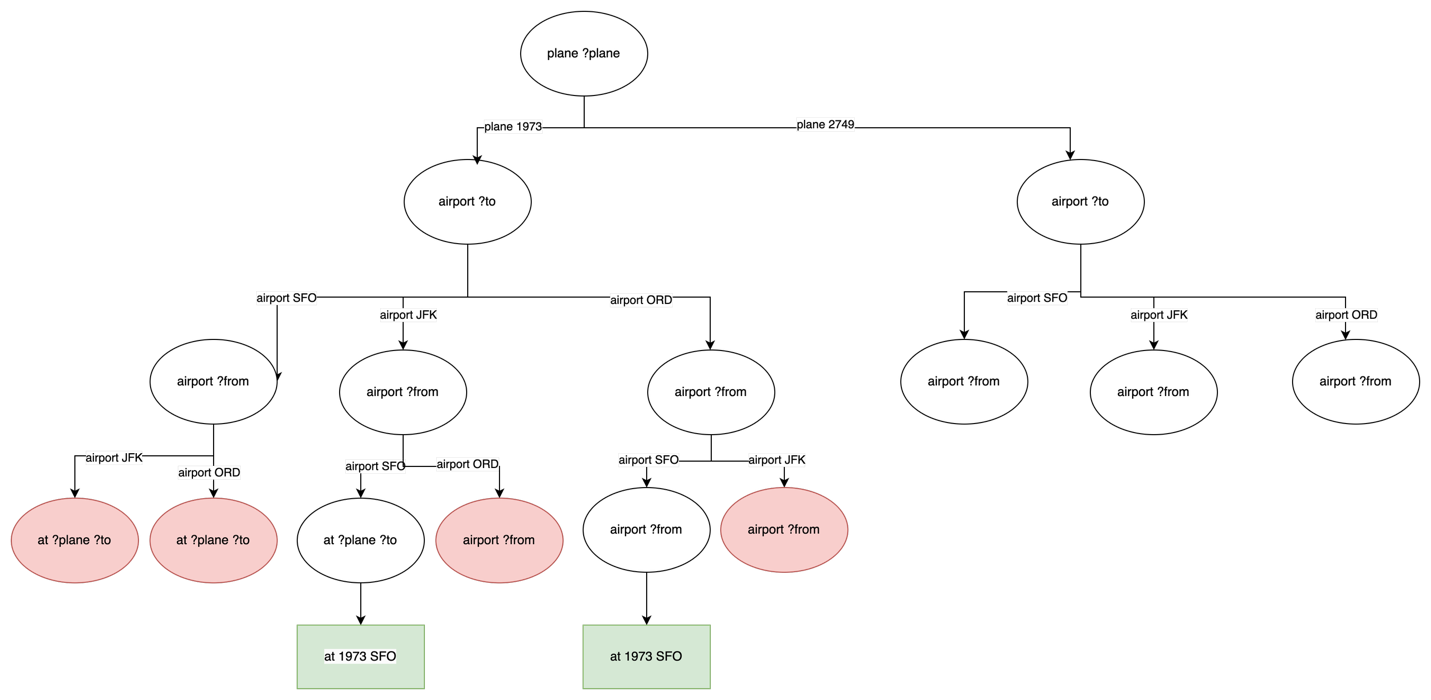 plane ?plane
plane 1973
plane 2749
airport ?to
airport ?to
airport SFO
airport JFK
airport ORD
airport SFO
airport JFK
airport ORD
airport ?from
airport ?from
airport ?from
airport ?from
airport ?from
airport ?from
airport JFK
airport ORD
airport SFO
airport ORD
airport SFO
airport JFK
at ?plane ?to
at ?plane ?to
at ?plane ?to
airport ?from
airport ?from
airport ?from
at 1973 SFO
at 1973 SFO